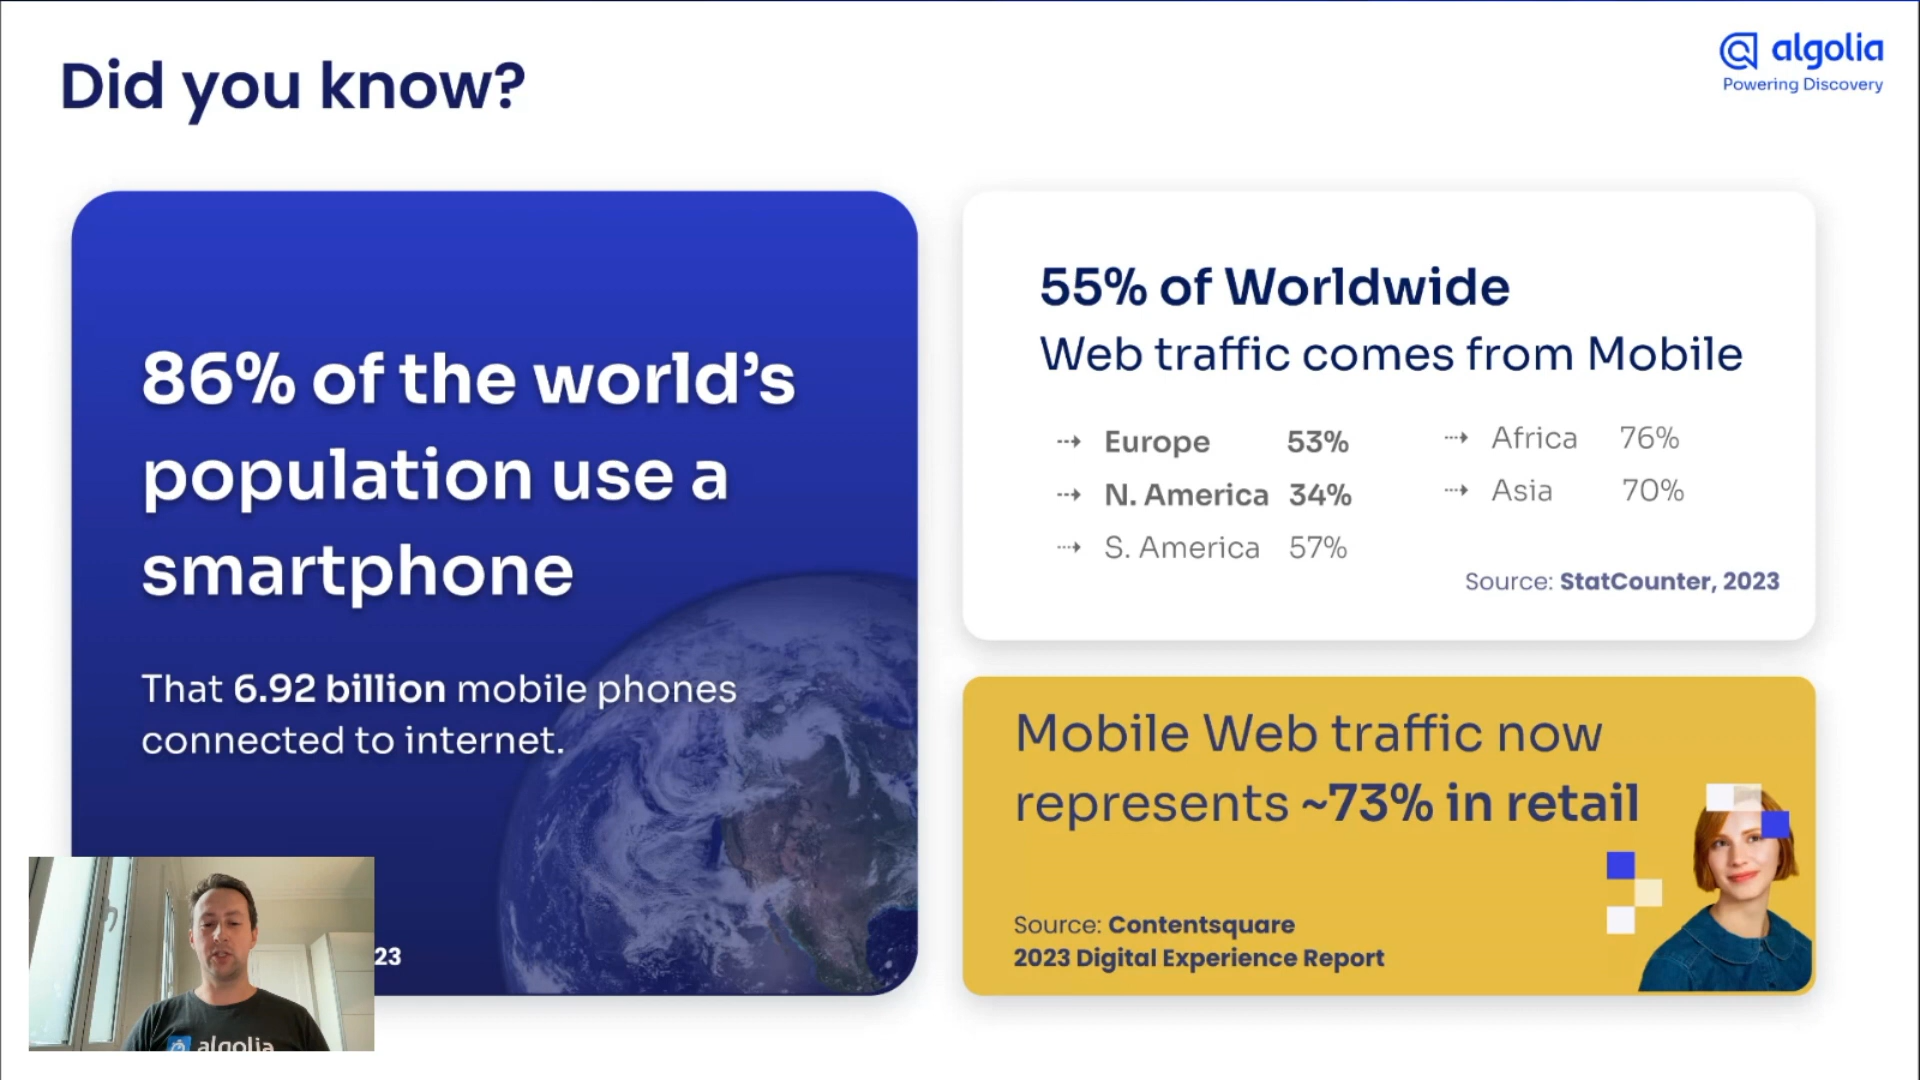 Did you know?
algolia
Powering Discovery
86% of the world’s
population use a
smartphone
That 6.92 billion mobile phones
connected to internet.
23
55% of Worldwide
Web traffic comes from Mobile
Europe 53%
N. America 34%
S. America 57%
Africa 76%
Asia 70%
Source: StatCounter, 2023
Mobile Web traffic now
represents ~73% in retail
Source: Contentsquare
2023 Digital Experience Report
algolia